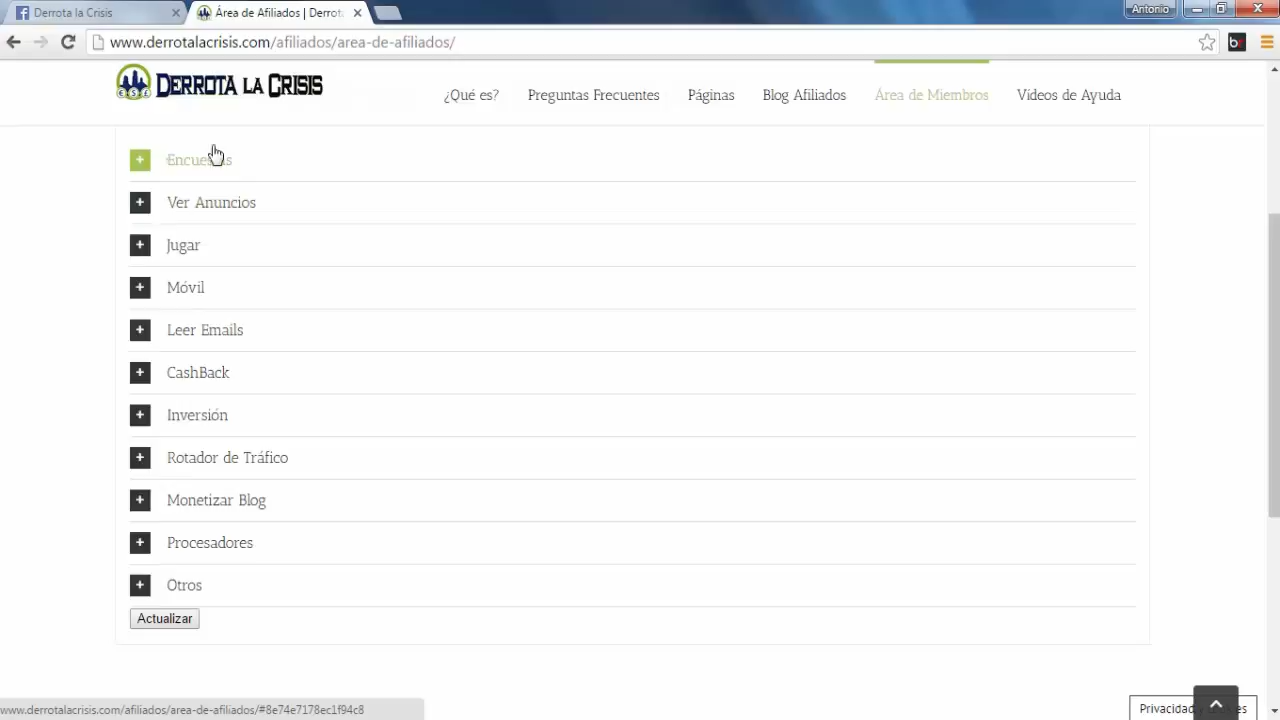 Derrota la Crisis
Área de Afiliados | Derrot
Antonio
www.derrotalacrisis.com/afiliados/area-de-afiliados/
DERROTA LA CRISIS
¿Qué es?
Preguntas Frecuentes
Páginas
Blog Afiliados
Área de Miembros
Vídeos de Ayuda
Encuestas
Ver Anuncios
Jugar
Móvil
Leer Emails
CashBack
Inversión
Rotador de Tráfico
Monetizar Blog
Procesadores
Otros
Actualizar
www.derrotalacrisis.com/afiliados/area-de-afiliados/#8e74e7178ec1f94c8
Privacidad